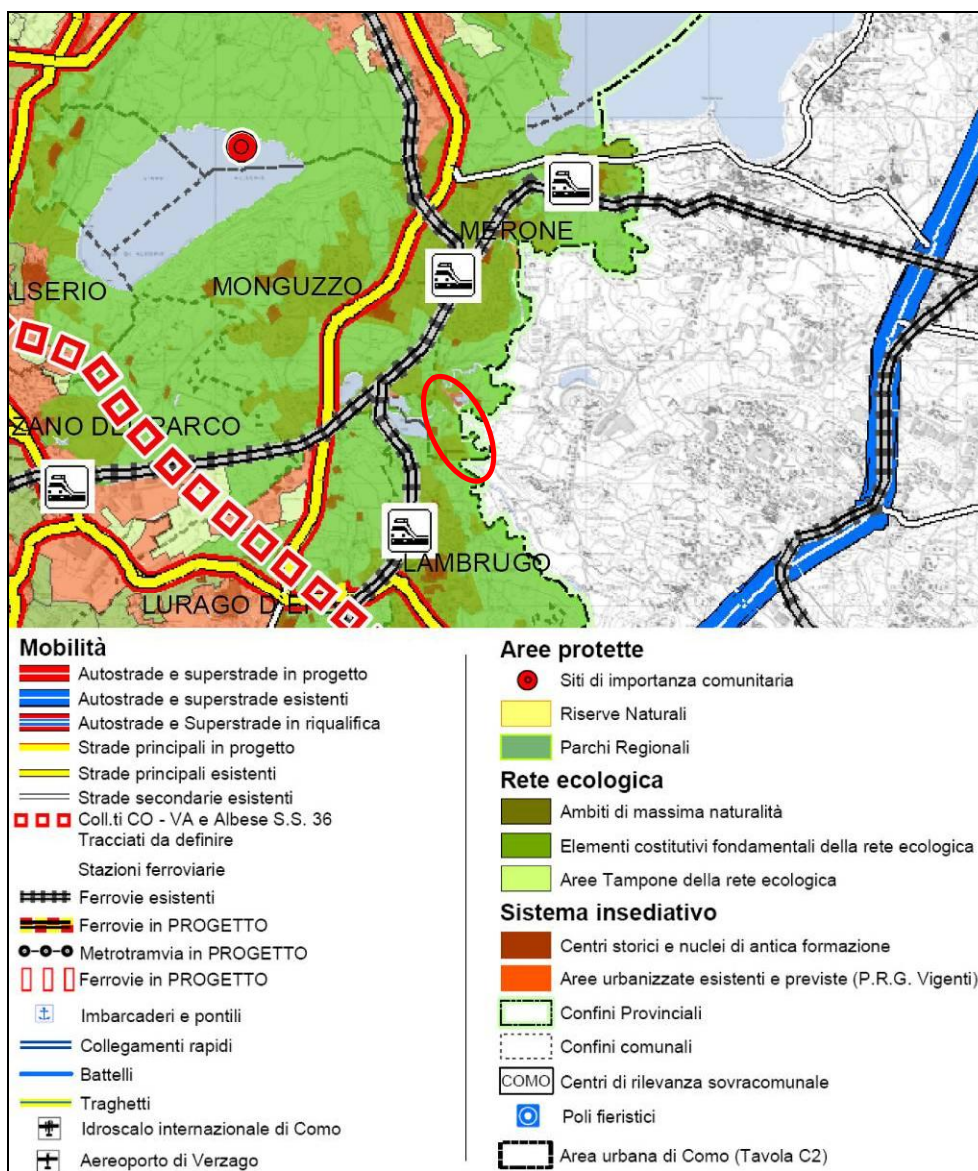 MERONE
MONGUZZO
ALSERIO
ZANO DEL PARCO
LAMBRUGO
LURAGO D'E
Mobilità
Autostrade e superstrade in progetto
Autostrade e superstrade esistenti
Autostrade e Superstrade in riqualifica
Strade principali in progetto
Strade principali esistenti
Strade secondarie esistenti
Coll.ti CO - VA e Albese S.S. 36
Tracciati da definire
Stazioni ferroviarie
Ferrovie esistenti
Ferrovie in PROGETTO
Metrotramvia in PROGETTO
Ferrovie in PROGETTO
Imbarcaderi e pontili
Collegamenti rapidi
Battelli
Traghetti
Idroscalo internazionale di Como
Aereoporto di Verzago
Aree protette
Siti di importanza comunitaria
Riserve Naturali
Parchi Regionali
Rete ecologica
Ambiti di massima naturalità
Elementi costitutivi fondamentali della rete ecologica
Aree Tampone della rete ecologica
Sistema insediativo
Centri storici e nuclei di antica formazione
Aree urbanizzate esistenti e previste (P.R.G. Vigenti)
Confini Provinciali
Confini comunali
COMO Centri di rilevanza sovracomunale
Poli fieristici
Area urbana di Como (Tavola C2)